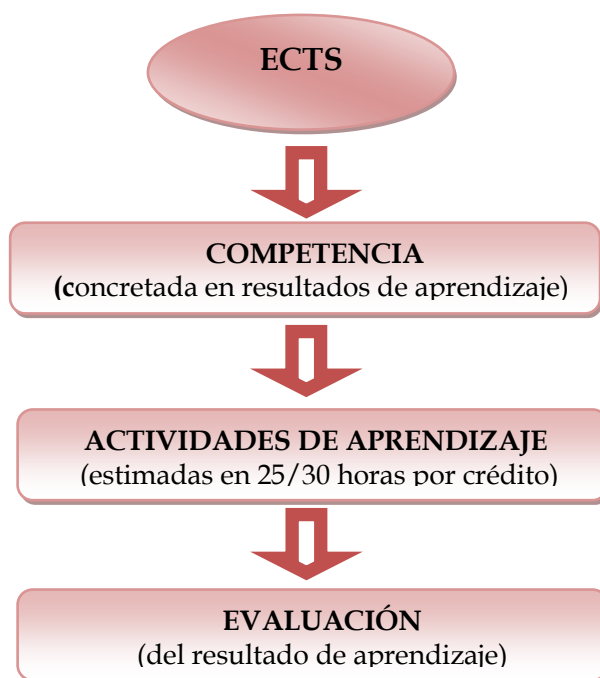 ECTS
COMPETENCIA
(concretada en resultados de aprendizaje)
ACTIVIDADES DE APRENDIZAJE
(estimadas en 25/30 horas por crédito)
EVALUACIÓN
(del resultado de aprendizaje)